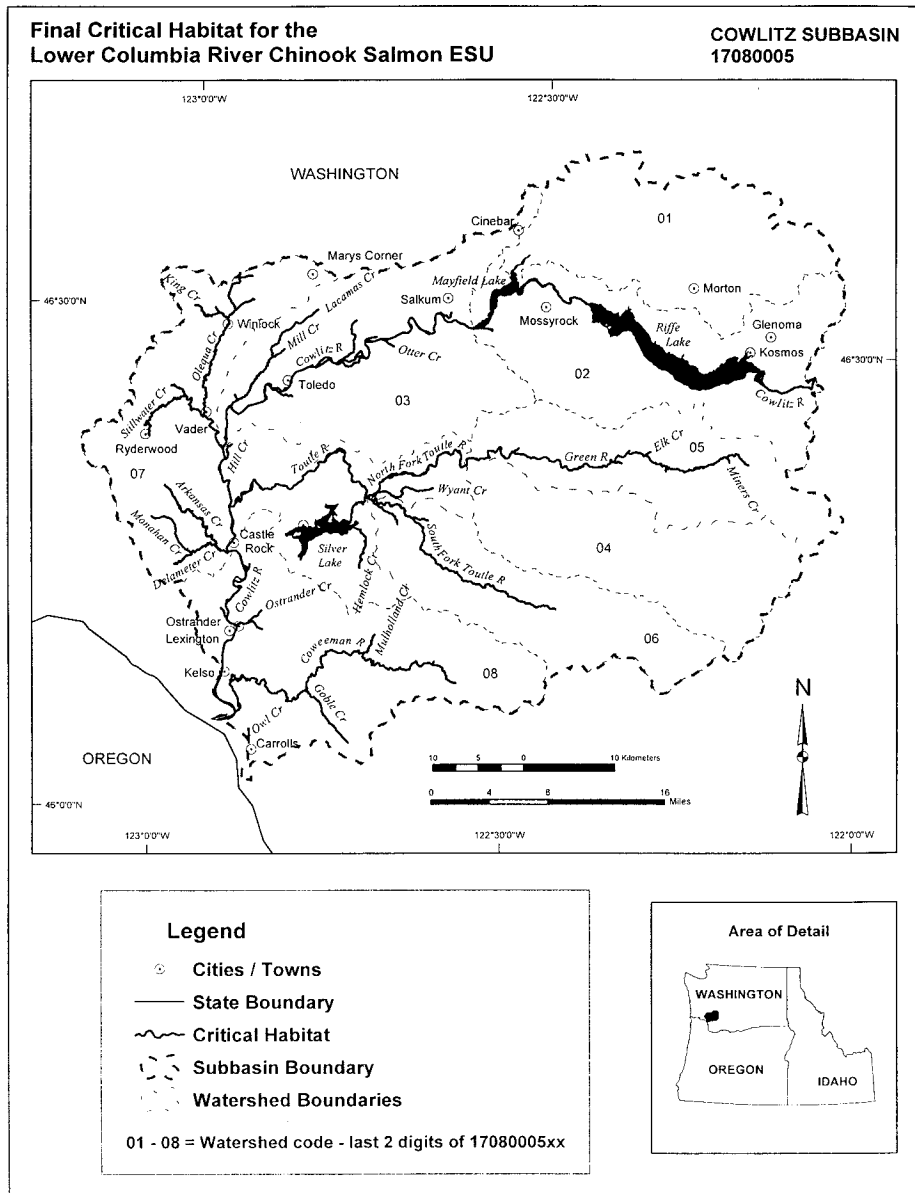 Final Critical Habitat for the
Lower Columbia River Chinook Salmon ESU
COWLITZ SUBBASIN
17080005
123°0'0"W
122°30'0"W
WASHINGTON
01
Cinebar
Marys Corner
Mayfield Lake
King Cr
Lacamas Cr
Salkum
Morton
46°30'0"N
Winlock
Mill Cr
Mossyrock
Glenoma
Riffe
Lake
Kosmos
46°30'0"N
Olequa Cr
Cowlitz R
Otter Cr
02
Toledo
Cowlitz R
Stillwater Cr
03
Vader
Ryderwood
Hill Cr
Toutle R
North Fork Toutle R
Elk Cr
05
07
Green R
Miners Cr
Arkansas Cr
Wyant Cr
Monahan Cr
Castle
Rock
Silver
Lake
South Fork Toutle R
04
Delameter Cr
Hemlock Cr
Cowlitz R
Ostrander Cr
Mulholland Ck
Ostrander
Lexington
Coweeman R
06
Kelso
08
Goble Cr
Owl Cr
N
Carrolls
OREGON
10 5 0 10 Kilometers
0 4 8 16
Miles
46°0'0"N
123°0'0"W
122°30'0"W
122°0'0"W
Legend
Cities / Towns
State Boundary
Critical Habitat
Subbasin Boundary
Watershed Boundaries
01 - 08 = Watershed code - last 2 digits of 17080005xx
Area of Detail
WASHINGTON
OREGON
IDAHO